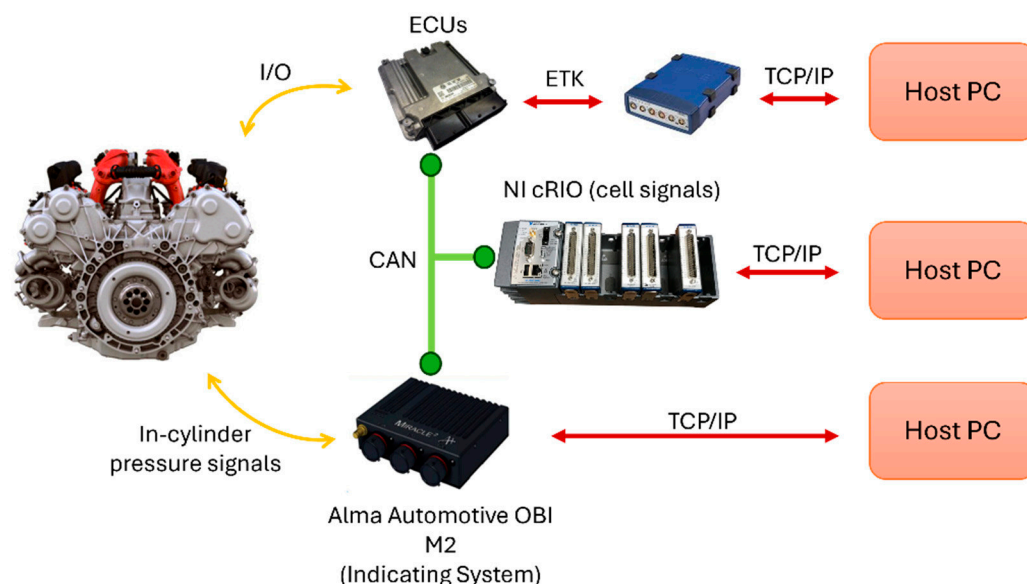 ECUs
I/O
ETK
TCP/IP
Host PC
NI cRIO (cell signals)
CAN
TCP/IP
Host PC
MIRACLE²
TCP/IP
Host PC
In-cylinder
pressure signals
Alma Automotive OBI
M2
(Indicating System)